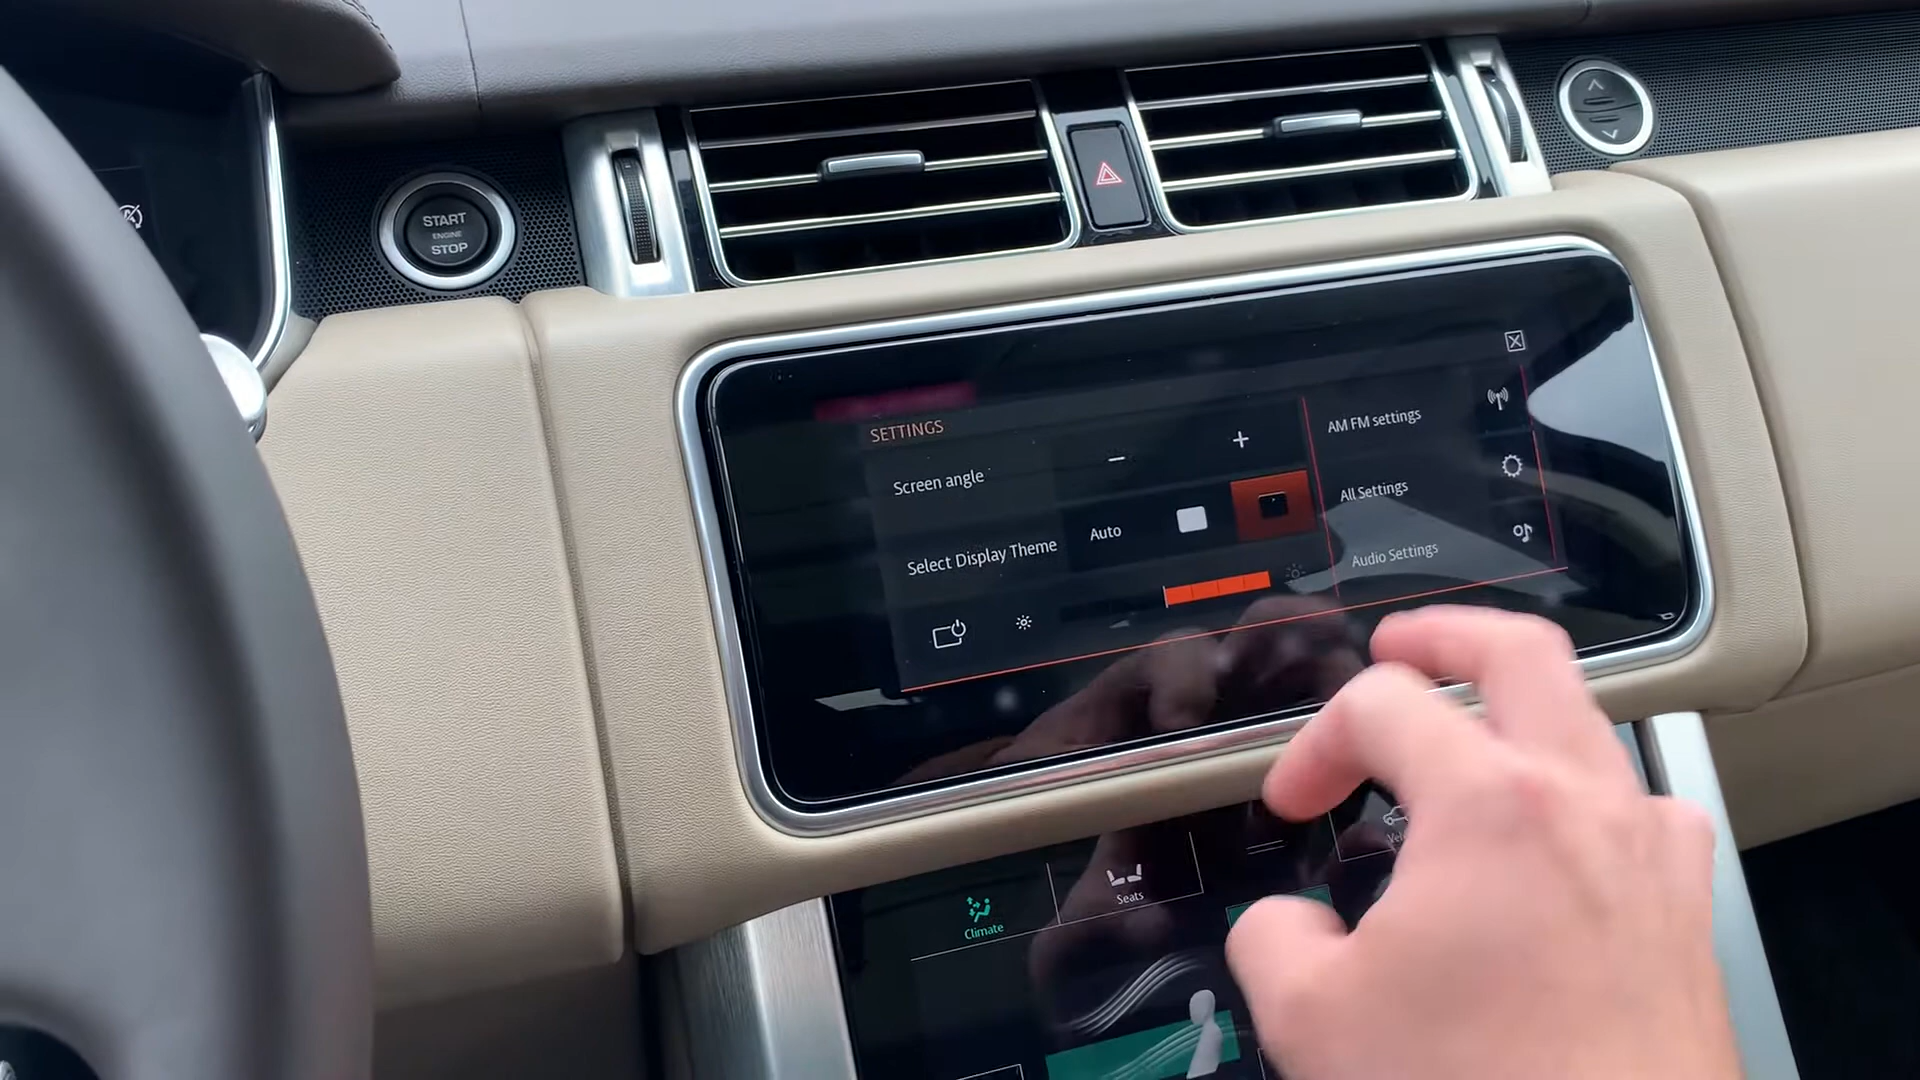 START
ENGINE
STOP
SETTINGS
Screen angle
Select Display Theme
Auto
AM FM settings
All Settings
Audio Settings
Climate
Seats